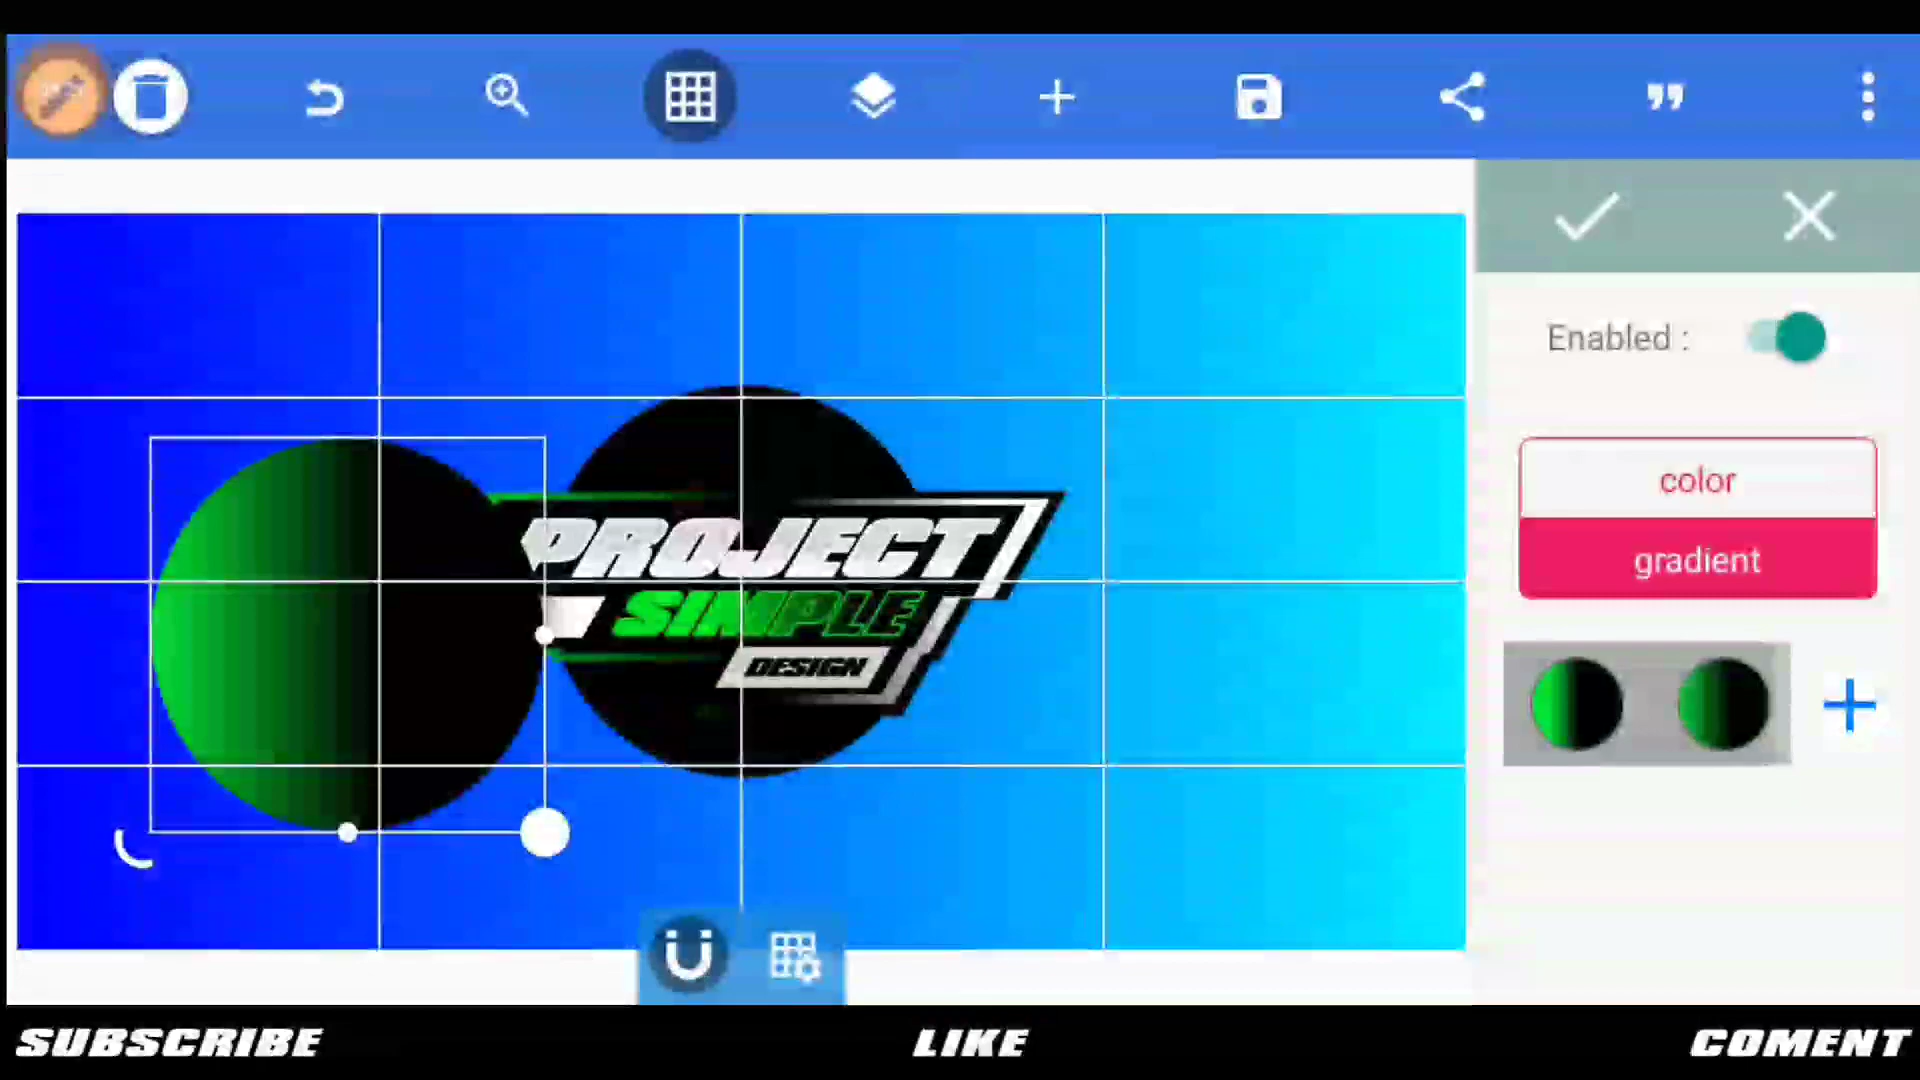 Enabled :
color
gradient
PROJECT
SIMPLE
DESIGN
SUBSCRIBE
LIKE
COMENT